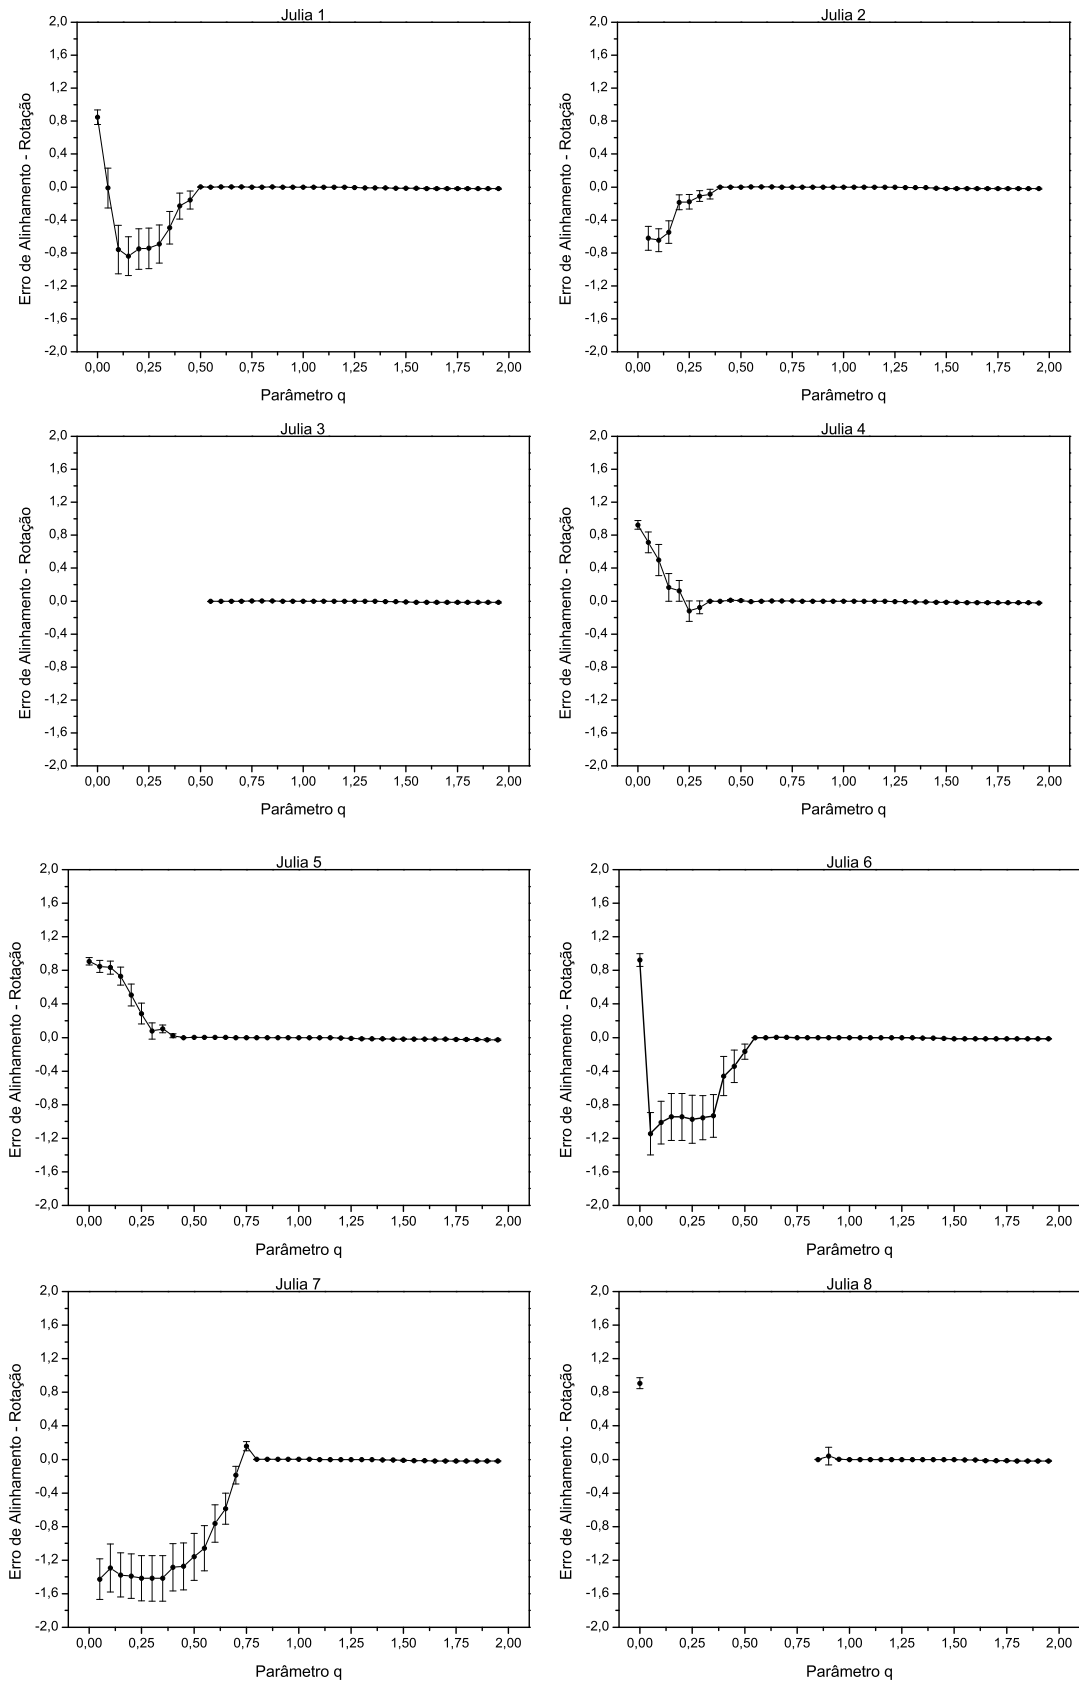 Julia 1
2,0
1,6
1,2
0,8
0,4
0,0
-0,4
-0,8
-1,2
-1,6
-2,0
Erro de Alinhamento - Rotação
0,00 0,25 0,50 0,75 1,00 1,25 1,50 1,75 2,00
Parâmetro q
Julia 2
2,0
1,6
1,2
0,8
0,4
0,0
-0,4
-0,8
-1,2
-1,6
-2,0
Erro de Alinhamento - Rotação
0,00 0,25 0,50 0,75 1,00 1,25 1,50 1,75 2,00
Parâmetro q
Julia 3
2,0
1,6
1,2
0,8
0,4
0,0
-0,4
-0,8
-1,2
-1,6
-2,0
Erro de Alinhamento - Rotação
0,00 0,25 0,50 0,75 1,00 1,25 1,50 1,75 2,00
Parâmetro q
Julia 4
2,0
1,6
1,2
0,8
0,4
0,0
-0,4
-0,8
-1,2
-1,6
-2,0
Erro de Alinhamento - Rotação
0,00 0,25 0,50 0,75 1,00 1,25 1,50 1,75 2,00
Parâmetro q
Julia 5
2,0
1,6
1,2
0,8
0,4
0,0
-0,4
-0,8
-1,2
-1,6
-2,0
Erro de Alinhamento - Rotação
0,00 0,25 0,50 0,75 1,00 1,25 1,50 1,75 2,00
Parâmetro q
Julia 6
2,0
1,6
1,2
0,8
0,4
0,0
-0,4
-0,8
-1,2
-1,6
-2,0
Erro de Alinhamento - Rotação
0,00 0,25 0,50 0,75 1,00 1,25 1,50 1,75 2,00
Parâmetro q
Julia 7
2,0
1,6
1,2
0,8
0,4
0,0
-0,4
-0,8
-1,2
-1,6
-2,0
Erro de Alinhamento - Rotação
0,00 0,25 0,50 0,75 1,00 1,25 1,50 1,75 2,00
Parâmetro q
Julia 8
2,0
1,6
1,2
0,8
0,4
0,0
-0,4
-0,8
-1,2
-1,6
-2,0
Erro de Alinhamento - Rotação
0,00 0,25 0,50 0,75 1,00 1,25 1,50 1,75 2,00
Parâmetro q